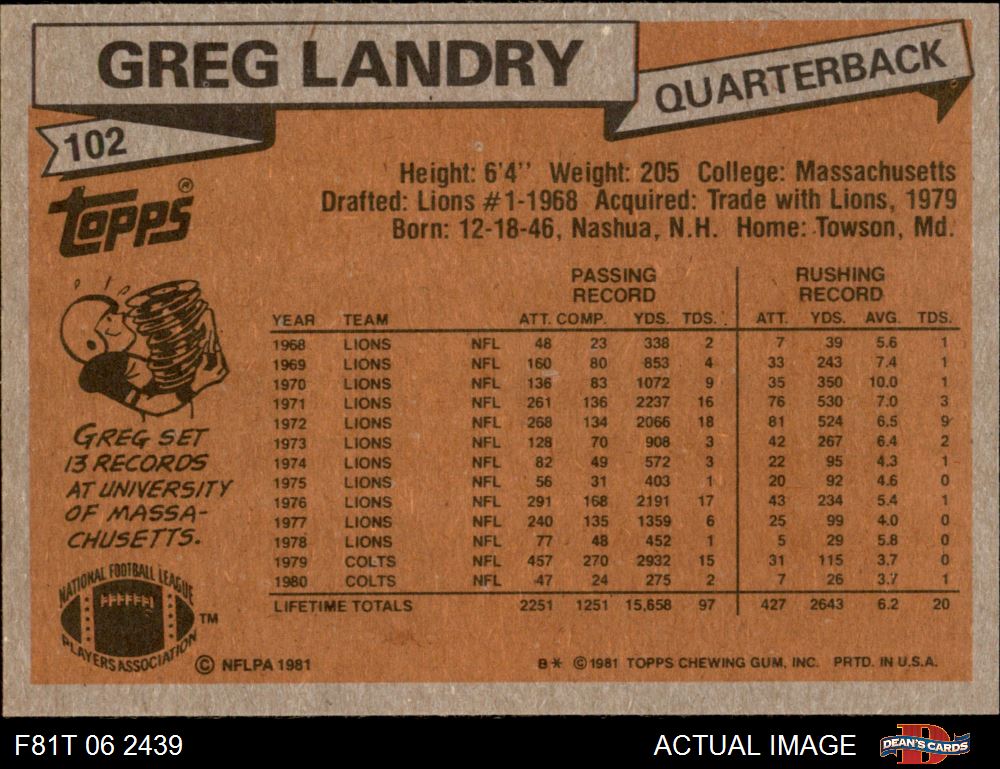 GREG LANDRY
QUARTERBACK
102
TOPPS®
Height: 6'4'' Weight: 205 College: Massachusetts
Drafted: Lions #1-1968 Acquired: Trade with Lions, 1979
Born: 12-18-46, Nashua, N.H. Home: Towson, Md.
PASSING RECORD RUSHING RECORD
YEAR TEAM ATT. COMP. YDS. TDS. ATT. YDS. AVG. TDS.
1968 LIONS NFL 48 23 338 2 7 39 5.6 1
1969 LIONS NFL 160 80 853 4 33 243 7.4 1
1970 LIONS NFL 136 83 1072 9 35 350 10.0 1
1971 LIONS NFL 261 136 2237 16 76 530 7.0 3
1972 LIONS NFL 268 134 2066 18 81 524 6.5 9
1973 LIONS NFL 128 70 908 3 42 267 6.4 2
1974 LIONS NFL 82 49 572 3 22 95 4.3 1
1975 LIONS NFL 56 31 403 1 20 92 4.6 0
1976 LIONS NFL 291 168 2191 17 43 234 5.4 1
1977 LIONS NFL 240 135 1359 6 25 99 4.0 0
1978 LIONS NFL 77 48 452 1 5 29 5.8 0
1979 COLTS NFL 457 270 2932 15 31 115 3.7 0
1980 COLTS NFL 47 24 275 2 7 26 3.7 1
LIFETIME TOTALS 2251 1251 15,658 97 427 2643 6.2 20
GREG SET
13 RECORDS
AT UNIVERSITY
OF MASSA-
CHUSETTS.
NATIONAL FOOTBALL LEAGUE
PLAYERS ASSOCIATION
TM
© NFLPA 1981
B* © 1981 TOPPS CHEWING GUM, INC. PRTD. IN U.S.A.
F81T 06 2439
ACTUAL IMAGE
D
DEAN'S CARDS